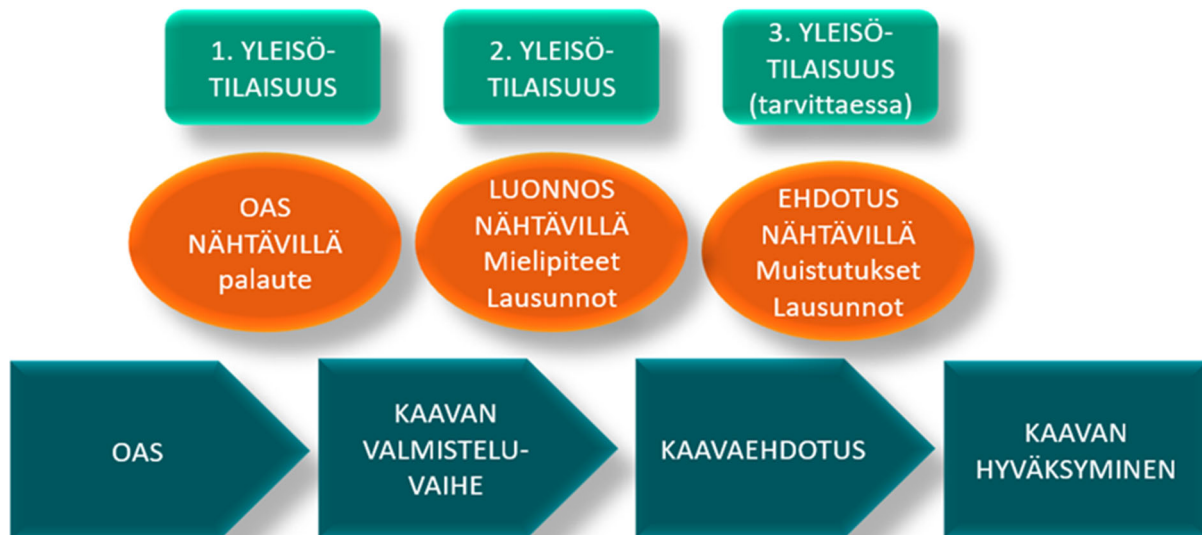 1. YLEISÖ-
TILAISUUS
2. YLEISÖ-
TILAISUUS
3. YLEISÖ-
TILAISUUS
(tarvittaessa)
OAS
NÄHTÄVILLÄ
palaute
LUONNOS
NÄHTÄVILLÄ
Mielipiteet
Lausunnot
EHDOTUS
NÄHTÄVILLÄ
Muistutukset
Lausunnot
OAS
KAAVAN
VALMISTELU-
VAIHE
KAAVAEHDOTUS
KAAVAN
HYVÄKSYMINEN